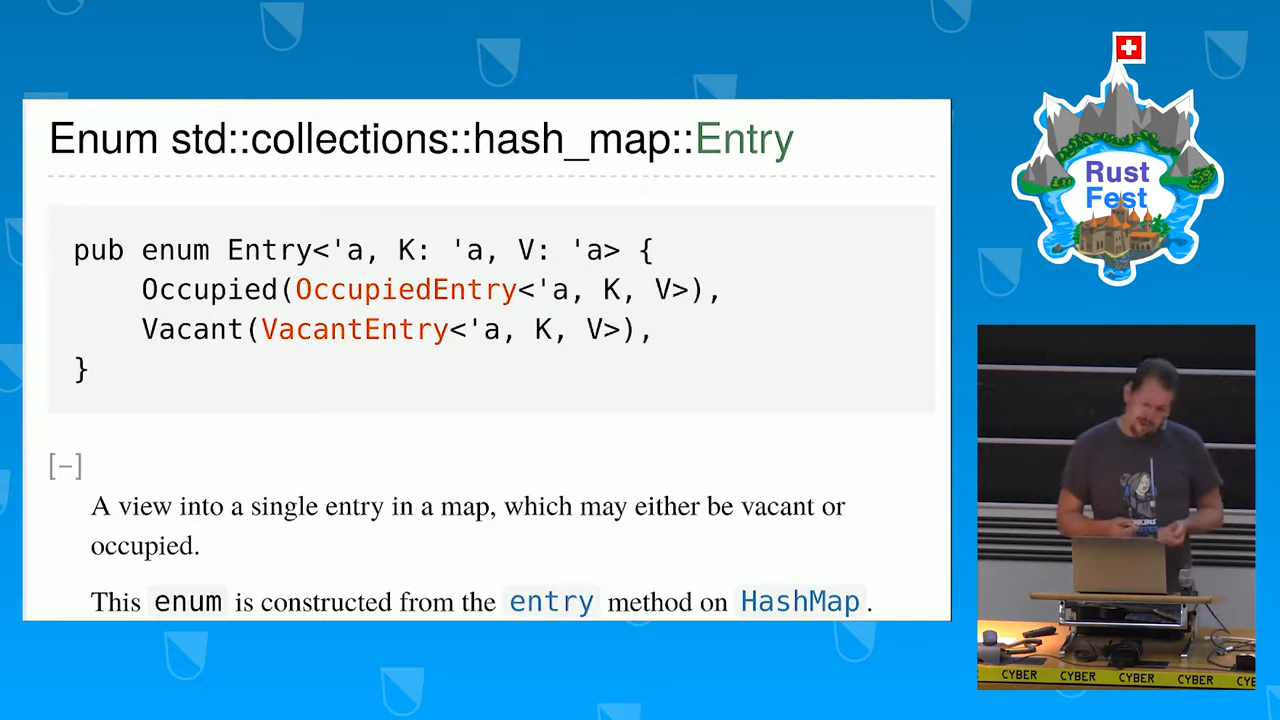 Enum std::collections::hash_map::Entry
pub enum Entry<'a, K: 'a, V: 'a> {
    Occupied(OccupiedEntry<'a, K, V>),
    Vacant(VacantEntry<'a, K, V>),
}
[−]
A view into a single entry in a map, which may either be vacant or
occupied.
This enum is constructed from the entry method on HashMap.
Rust
Fest
CYBER CYBER CYBER CYBER